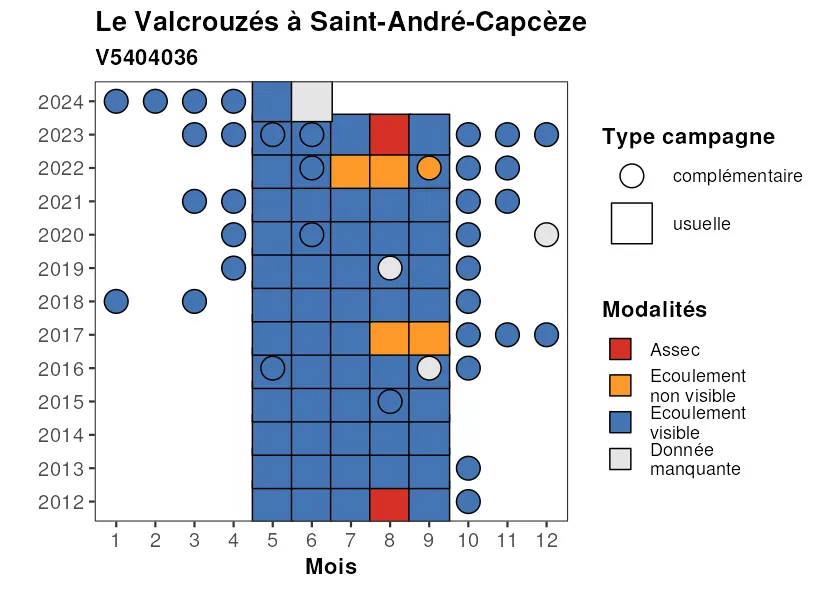 Le Valcrouzés à Saint-André-Capcèze
V5404036
2024
2023
2022
2021
2020
2019
2018
2017
2016
2015
2014
2013
2012
1 2 3 4 5 6 7 8 9 10 11 12
Mois
Type campagne
complémentaire
usuelle
Modalités
Assec
Ecoulement
non visible
Ecoulement
visible
Donnée
manquante